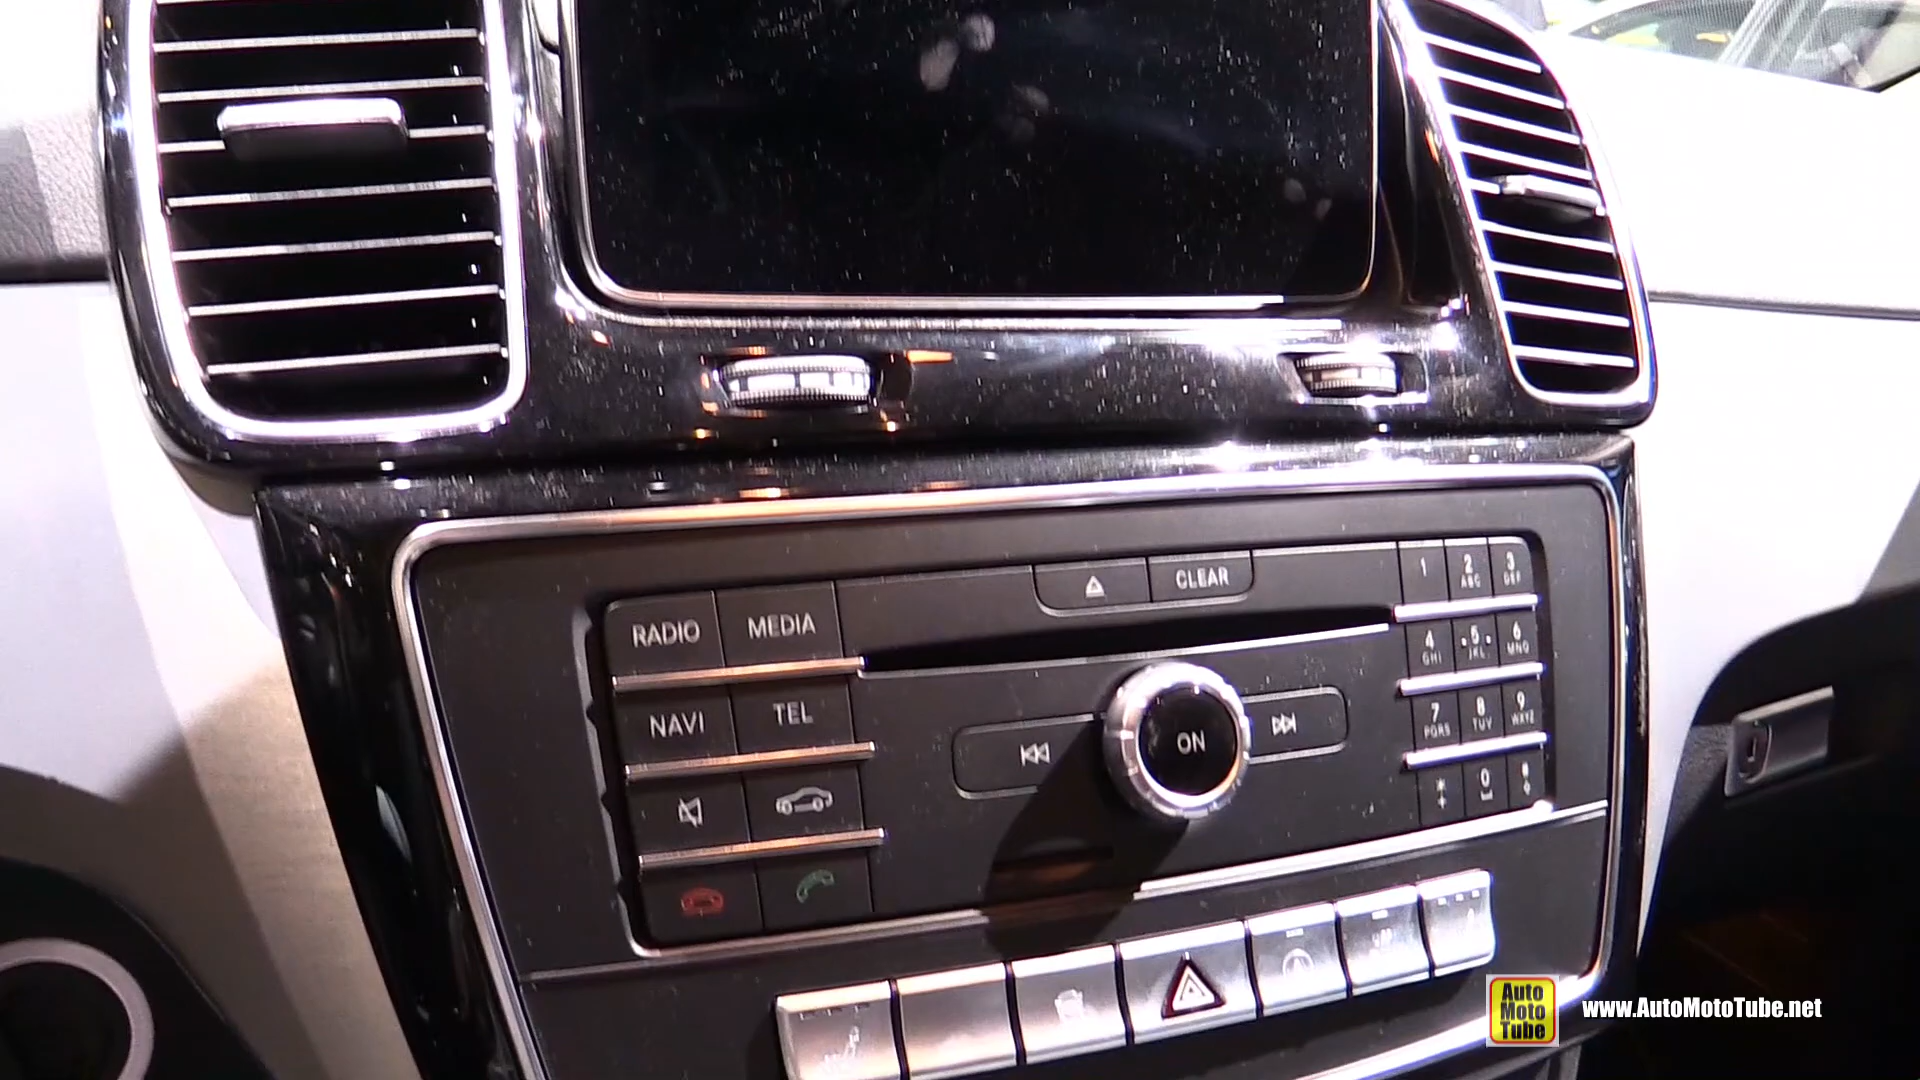 CLEAR
1
2 ABC
3 DEF
RADIO
MEDIA
4 GHI
5 JKL
6 MNO
NAVI
TEL
7 PQRS
8 TUV
9 WXYZ
ON
*
+
0
#
OFF
Auto
Moto
Tube
www.AutoMotoTube.net